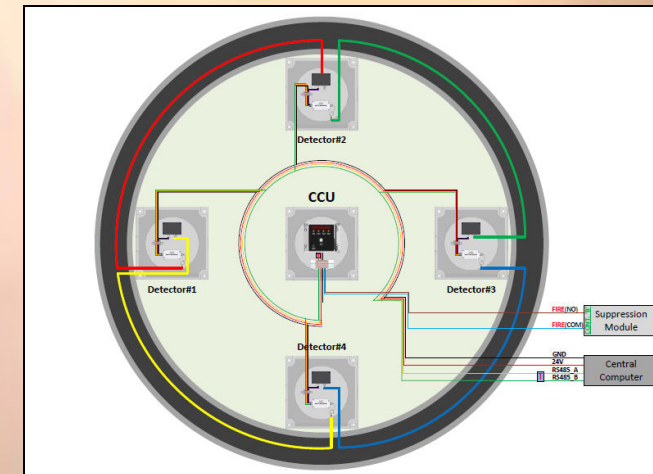 Detector#2
CCU
Detector#1
Detector#3
Detector#4
FIRE(NO)
FIRE(COM)
Suppression
Module
GND
24V
RS485_A
RS485_B
Central
Computer